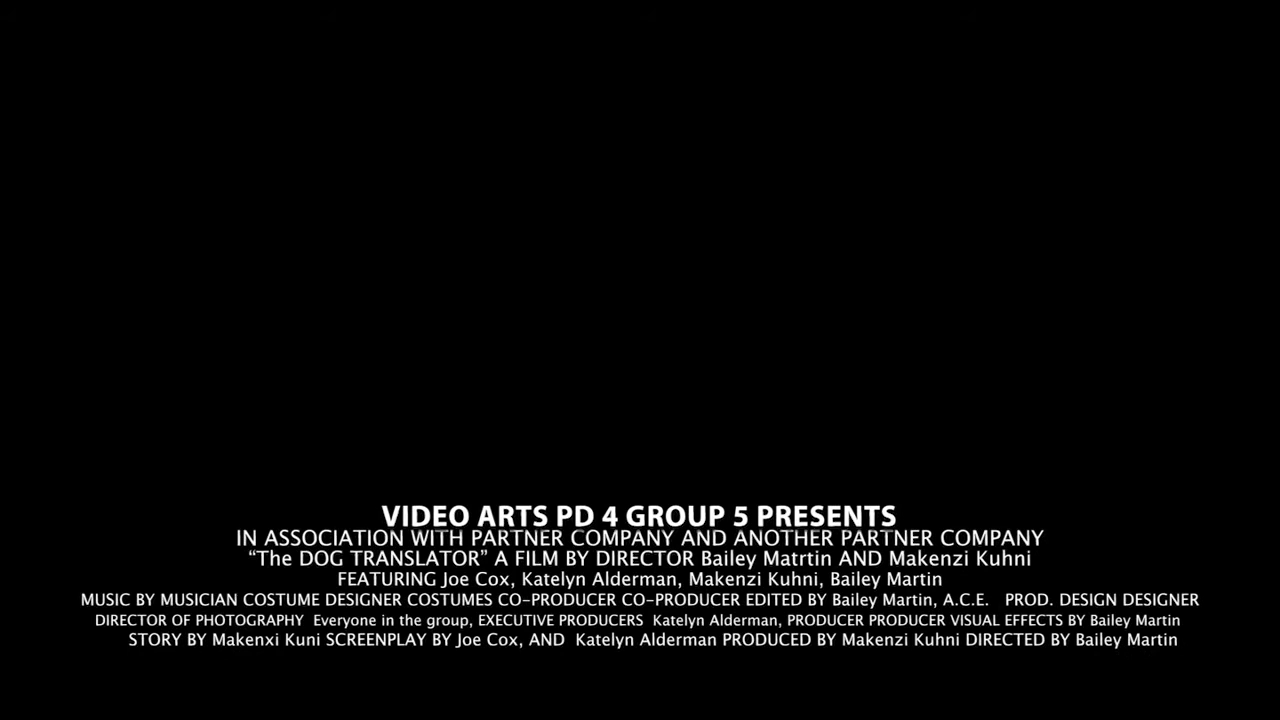 VIDEO ARTS PD 4 GROUP 5 PRESENTS
IN ASSOCIATION WITH PARTNER COMPANY AND ANOTHER PARTNER COMPANY
“The DOG TRANSLATOR” A FILM BY DIRECTOR Bailey Matrtin AND Makenzi Kuhni
FEATURING Joe Cox, Katelyn Alderman, Makenzi Kuhni, Bailey Martin
MUSIC BY MUSICIAN COSTUME DESIGNER COSTUMES CO-PRODUCER CO-PRODUCER EDITED BY Bailey Martin, A.C.E. PROD. DESIGN DESIGNER
DIRECTOR OF PHOTOGRAPHY Everyone in the group, EXECUTIVE PRODUCERS Katelyn Alderman, PRODUCER PRODUCER VISUAL EFFECTS BY Bailey Martin
STORY BY Makenxi Kuni SCREENPLAY BY Joe Cox, AND Katelyn Alderman PRODUCED BY Makenzi Kuhni DIRECTED BY Bailey Martin